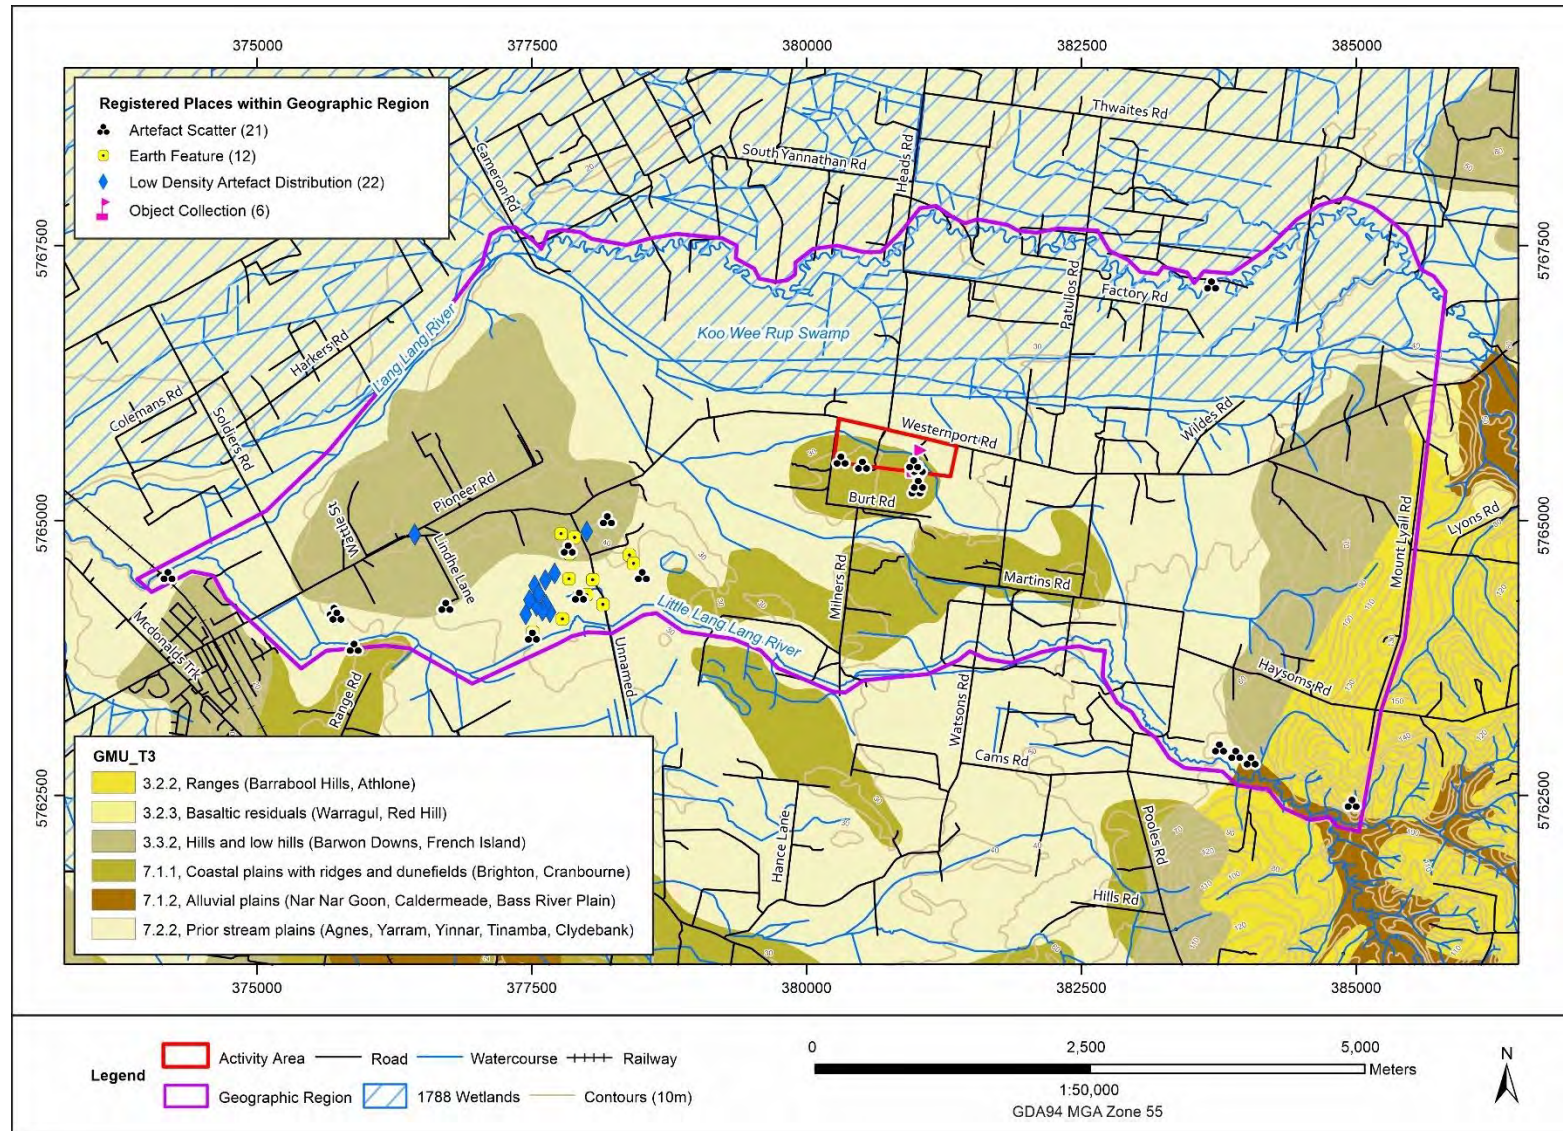 375000 377500 380000 382500 385000
Registered Places within Geographic Region
Artefact Scatter (21)
Earth Feature (12)
Low Density Artefact Distribution (22)
Object Collection (6)
Thwaites Rd
Cameron Rd
South Yannathan Rd
Heads Rd
5767500
5767500
Patullos Rd
Factory Rd
Koo Wee Rup Swamp
Lang Lang River
Harkers Rd
Colemans Rd
Soldiers Rd
Westernport Rd
Wildes Rd
Pioneer Rd
Burt Rd
Wattie St
Lindhe Lane
Mount Lyall Rd
Lyons Rd
5765000
5765000
Milners Rd
Martins Rd
Little Lang Lang River
Mcdonalds Trk
Unnamed
Range Rd
Watsons Rd
Haysoms Rd
Cams Rd
Hance Lane
Pooles Rd
Hills Rd
5762500
5762500
GMU_T3
3.2.2, Ranges (Barrabool Hills, Athlone)
3.2.3, Basaltic residuals (Warragul, Red Hill)
3.3.2, Hills and low hills (Barwon Downs, French Island)
7.1.1, Coastal plains with ridges and dunefields (Brighton, Cranbourne)
7.1.2, Alluvial plains (Nar Nar Goon, Caldermeade, Bass River Plain)
7.2.2, Prior stream plains (Agnes, Yarram, Yinnar, Tinamba, Clydebank)
375000 377500 380000 382500 385000
Legend
Activity Area Road Watercourse Railway
Geographic Region 1788 Wetlands Contours (10m)
0 2,500 5,000
Meters
1:50,000
GDA94 MGA Zone 55
N